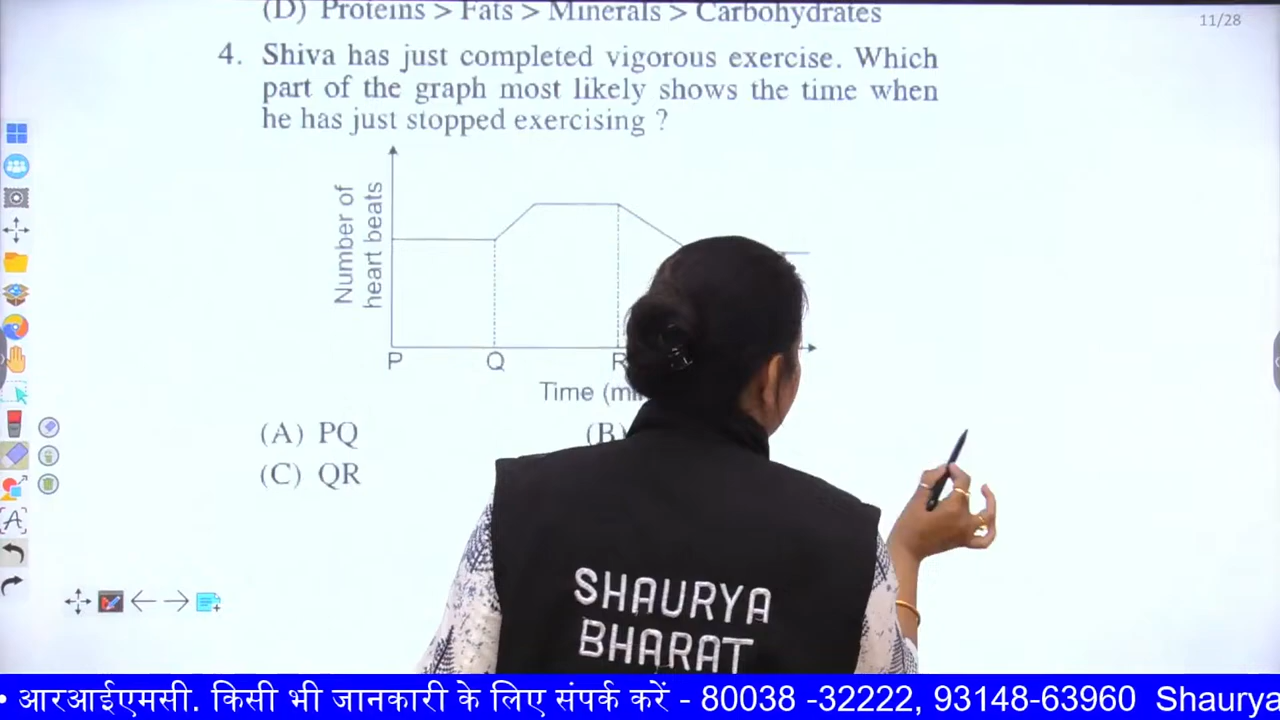 (D) Proteins > Fats > Minerals > Carbohydrates
11/28
4. Shiva has just completed vigorous exercise. Which
part of the graph most likely shows the time when
he has just stopped exercising ?
Number of
heart beats
P Q R
Time
(A) PQ (B)
(C) QR
SHAURYA
BHARAT
• आरआईएमसी. किसी भी जानकारी के लिए संपर्क करें - 80038 -32222, 93148-63960 Shaurya